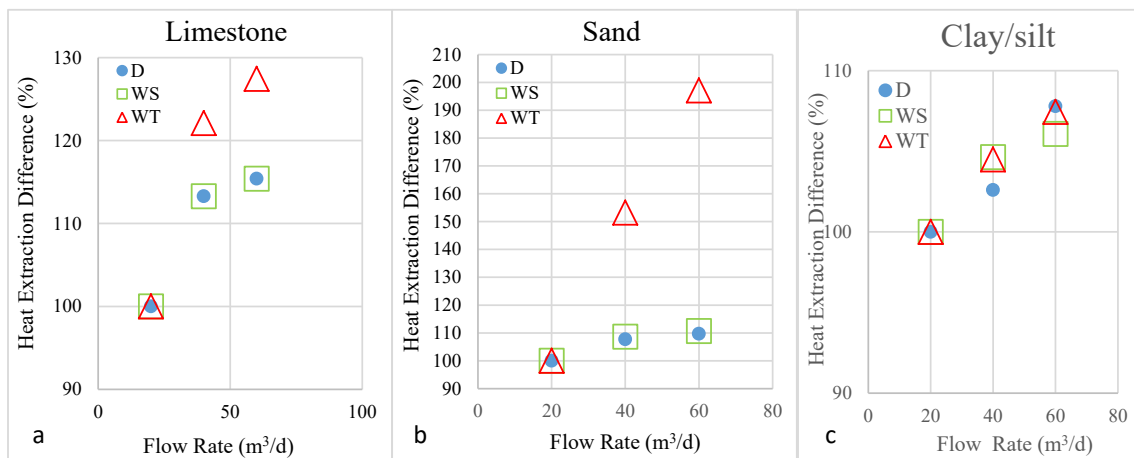 Limestone
Heat Extraction Difference (%)
130
120
110
100
90
D
WS
WT
0
50
100
Flow Rate (m³/d)
a
Sand
Heat Extraction Difference (%)
210
200
190
180
170
160
150
140
130
120
110
100
90
D
WS
WT
0
20
40
60
80
Flow Rate (m³/d)
b
Clay/silt
Heat Extraction Difference (%)
110
100
90
D
WS
WT
0
20
40
60
80
Flow Rate (m³/d)
c